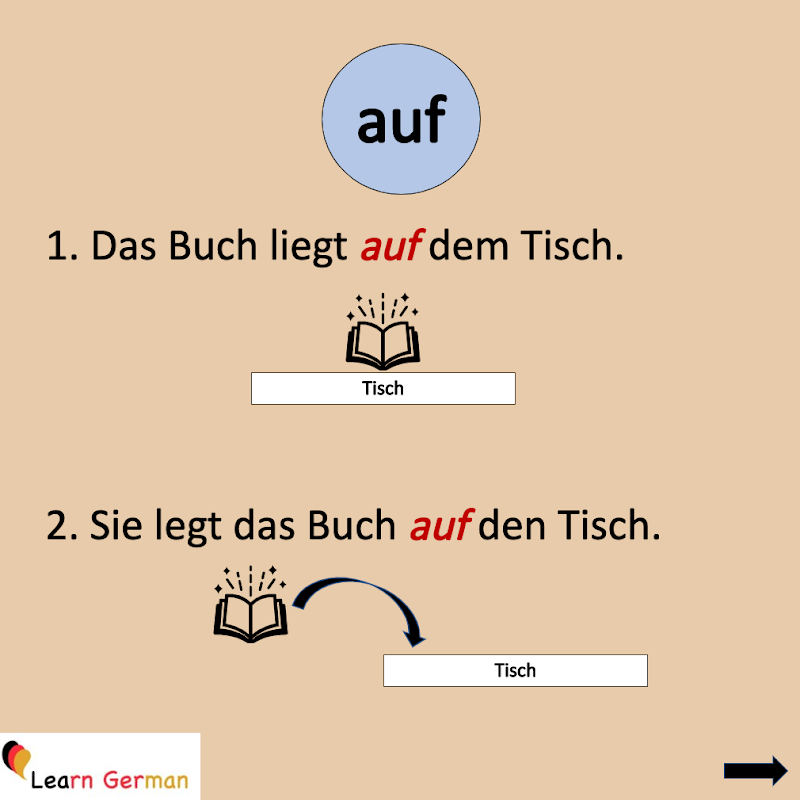 auf
1. Das Buch liegt auf dem Tisch.
Tisch
2. Sie legt das Buch auf den Tisch.
Tisch
Learn German